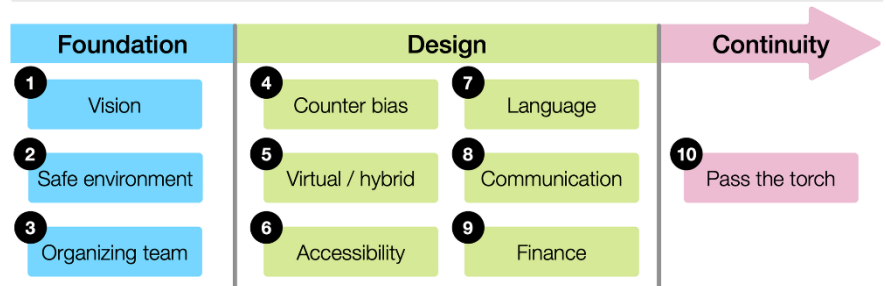 Foundation
Design
Continuity
1
Vision
2
Safe environment
3
Organizing team
4
Counter bias
5
Virtual / hybrid
6
Accessibility
7
Language
8
Communication
9
Finance
10
Pass the torch